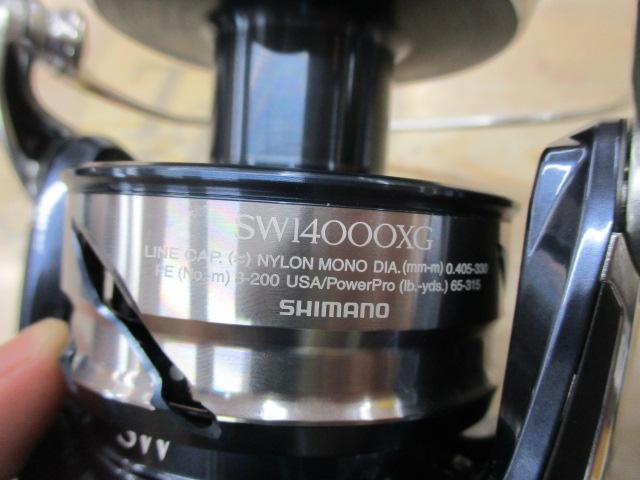 SW14000XG
LINE CAP. (≈) NYLON MONO DIA. (mm-m) 0.405-330
PE (No.-m) 8-200 USA/PowerPro (lb.-yds.) 65-315
SHIMANO
SW